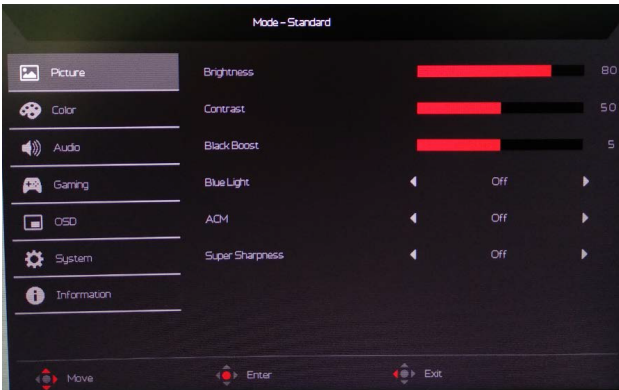 Mode - Standard
Picture
Brightness 80
Color
Contrast 50
Audio
Black Boost 5
Gaming
Blue Light Off
OSD
ACM Off
System
Super Sharpness Off
Information
Move Enter Exit